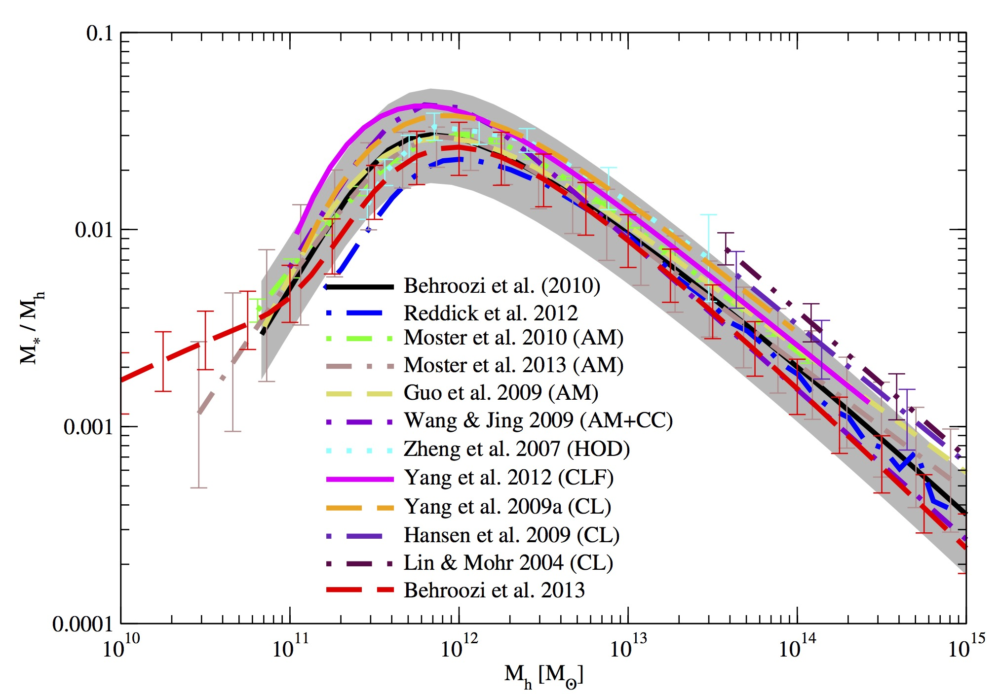 0.1
0.01
0.001
0.0001
M* / Mh
Behroozi et al. (2010)
Reddick et al. 2012
Moster et al. 2010 (AM)
Moster et al. 2013 (AM)
Guo et al. 2009 (AM)
Wang & Jing 2009 (AM+CC)
Zheng et al. 2007 (HOD)
Yang et al. 2012 (CLF)
Yang et al. 2009a (CL)
Hansen et al. 2009 (CL)
Lin & Mohr 2004 (CL)
Behroozi et al. 2013
10^10 10^11 10^12 10^13 10^14 10^15
Mh [M⊙]